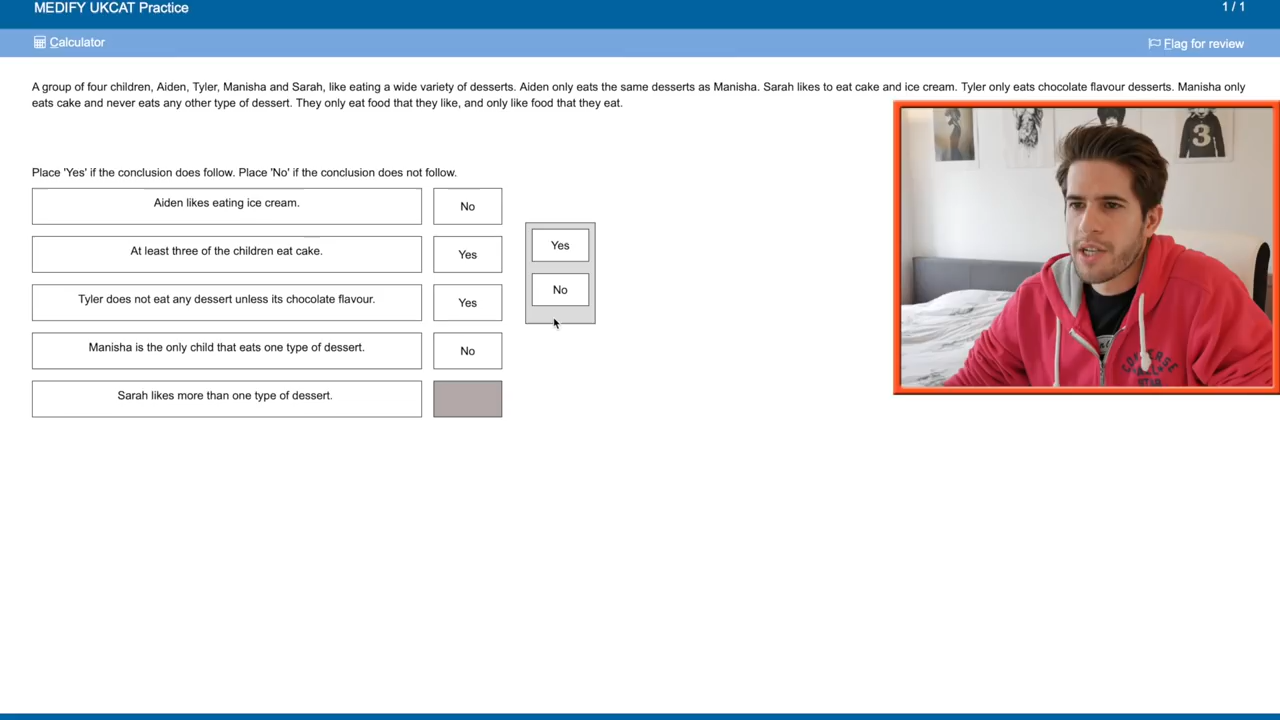 MEDIFY UKCAT Practice
1 / 1
Calculator
Flag for review
A group of four children, Aiden, Tyler, Manisha and Sarah, like eating a wide variety of desserts. Aiden only eats the same desserts as Manisha. Sarah likes to eat cake and ice cream. Tyler only eats chocolate flavour desserts. Manisha only
eats cake and never eats any other type of dessert. They only eat food that they like, and only like food that they eat.
Place 'Yes' if the conclusion does follow. Place 'No' if the conclusion does not follow.
Aiden likes eating ice cream.
No
At least three of the children eat cake.
Yes
Tyler does not eat any dessert unless its chocolate flavour.
Yes
Manisha is the only child that eats one type of dessert.
No
Sarah likes more than one type of dessert.
Yes
No
3
CONVERSE
ALL STAR